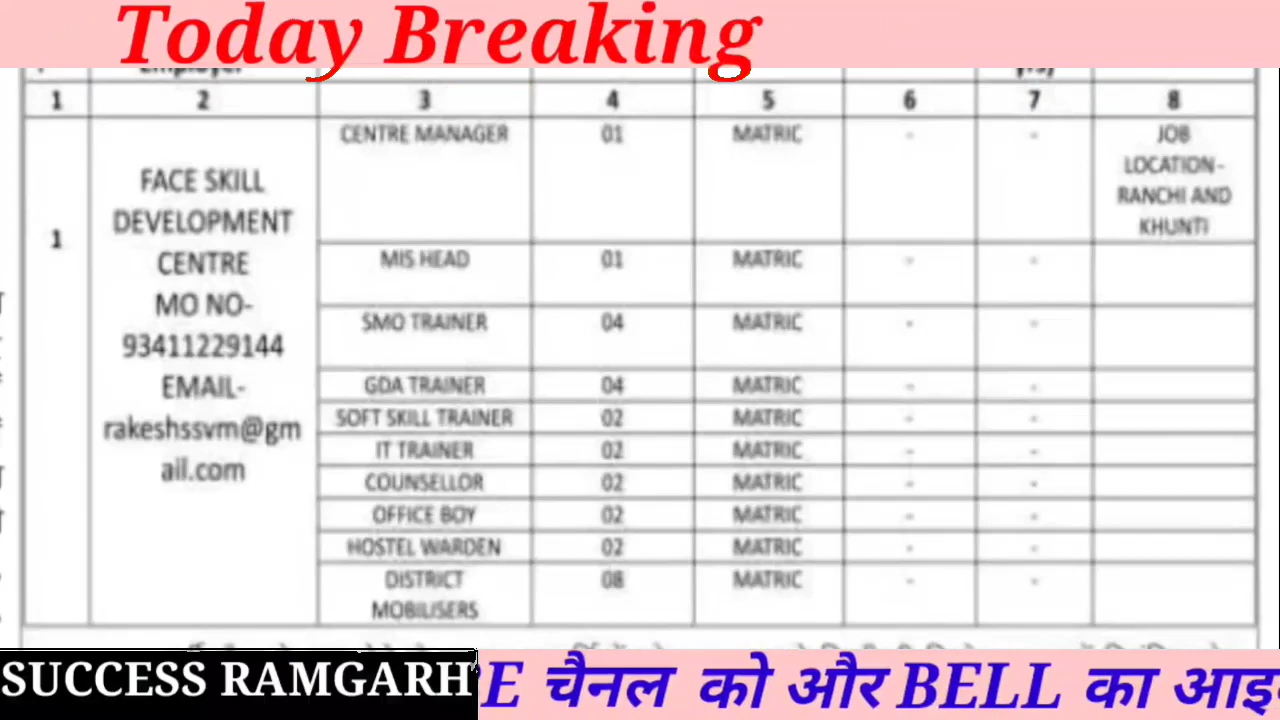 Today Breaking
1 2 3 4 5 6 7 8
1 FACE SKILL DEVELOPMENT CENTRE MO NO- 93411229144 EMAIL- rakeshssvm@gmail.com CENTRE MANAGER 01 MATRIC - - JOB LOCATION- RANCHI AND KHUNTI
MIS HEAD 01 MATRIC - -
SMO TRAINER 04 MATRIC - -
GDA TRAINER 04 MATRIC - -
SOFT SKILL TRAINER 02 MATRIC - -
IT TRAINER 02 MATRIC - -
COUNSELLOR 02 MATRIC - -
OFFICE BOY 02 MATRIC - -
HOSTEL WARDEN 02 MATRIC - -
DISTRICT MOBILISERS 08 MATRIC - -
SUCCESS RAMGARH E चैनल को और BELL का